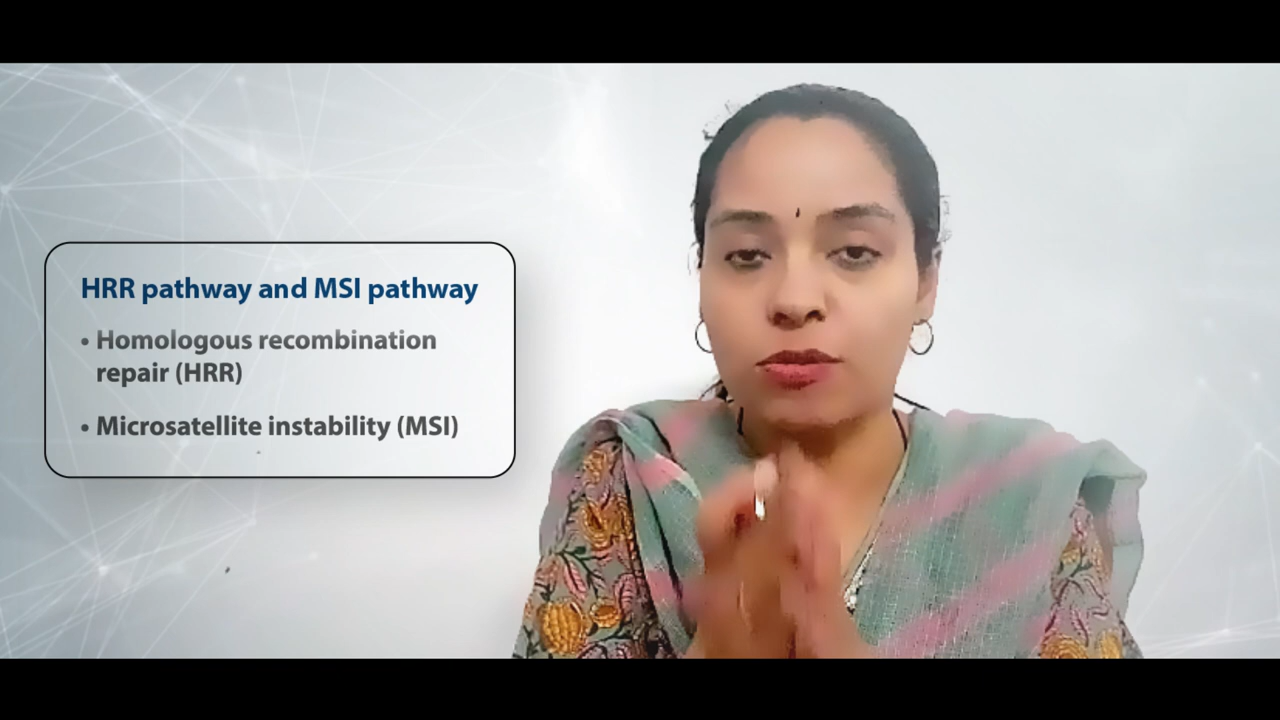 HRR pathway and MSI pathway
• Homologous recombination
repair (HRR)
• Microsatellite instability (MSI)